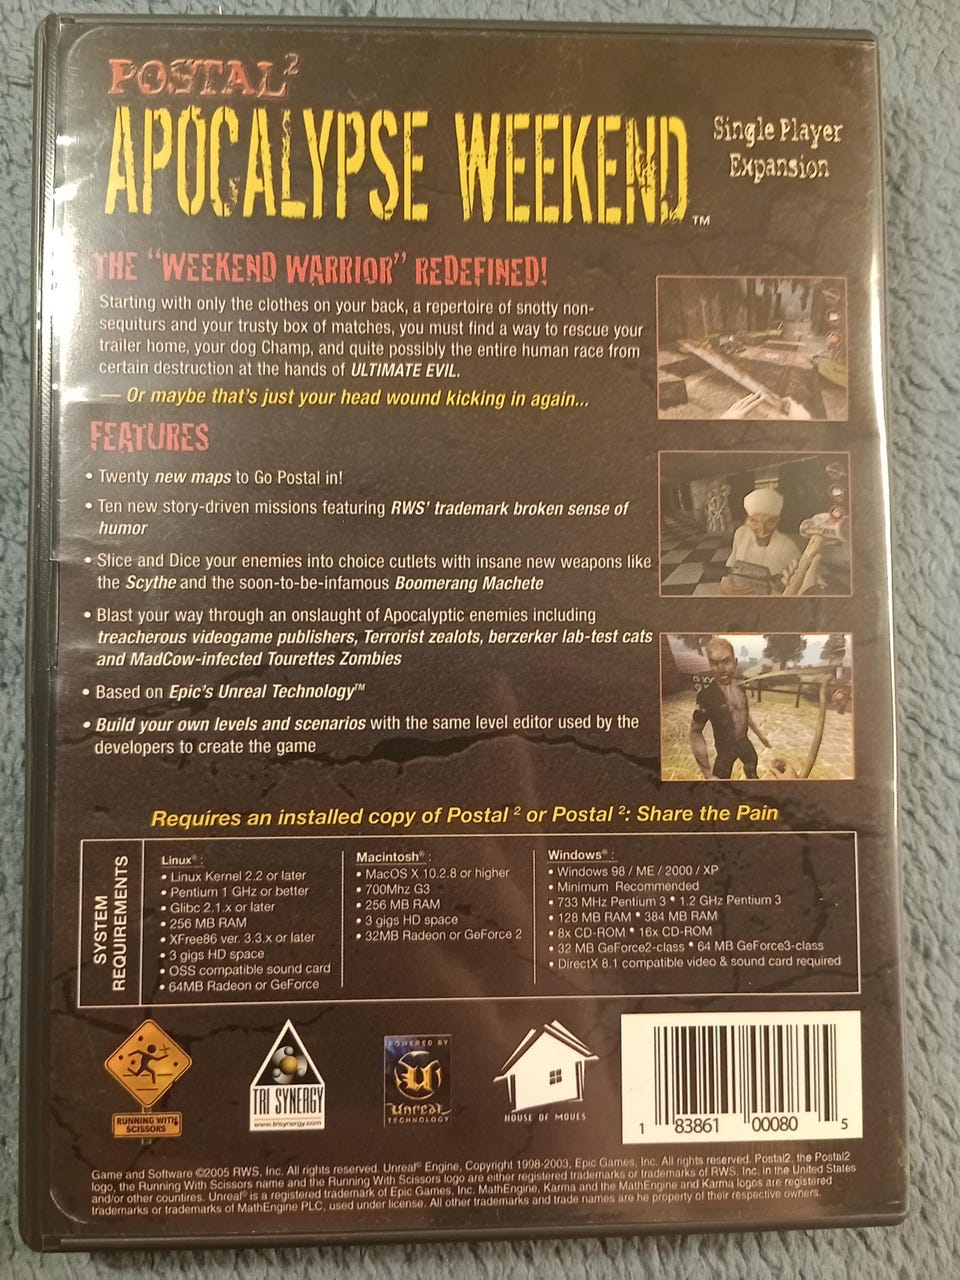 POSTAL²
APOCALYPSE WEEKEND™
Single Player
Expansion
THE "WEEKEND WARRIOR" REDEFINED!
Starting with only the clothes on your back, a repertoire of snotty non-
sequiturs and your trusty box of matches, you must find a way to rescue your
trailer home, your dog Champ, and quite possibly the entire human race from
certain destruction at the hands of ULTIMATE EVIL.
— Or maybe that's just your head wound kicking in again...
FEATURES
• Twenty new maps to Go Postal in!
• Ten new story-driven missions featuring RWS' trademark broken sense of
humor
• Slice and Dice your enemies into choice cutlets with insane new weapons like
the Scythe and the soon-to-be-infamous Boomerang Machete
• Blast your way through an onslaught of Apocalyptic enemies including
treacherous videogame publishers, Terrorist zealots, berzerker lab-test cats
and MadCow-infected Tourettes Zombies
• Based on Epic's Unreal Technology™
• Build your own levels and scenarios with the same level editor used by the
developers to create the game
Requires an installed copy of Postal ² or Postal ²: Share the Pain
SYSTEM
REQUIREMENTS
Linux® :
• Linux Kernel 2.2 or later
• Pentium 1 GHz or better
• Glibc 2.1.x or later
• 256 MB RAM
• XFree86 ver. 3.3.x or later
• 3 gigs HD space
• OSS compatible sound card
• 64MB Radeon or GeForce
Macintosh® :
• MacOS X 10.2.8 or higher
• 700Mhz G3
• 256 MB RAM
• 3 gigs HD space
• 32MB Radeon or GeForce 2
Windows® :
• Windows 98 / ME / 2000 / XP
• Minimum Recommended
• 733 MHz Pentium 3 • 1.2 GHz Pentium 3
• 128 MB RAM • 384 MB RAM
• 8x CD-ROM • 16x CD-ROM
• 32 MB GeForce2-class • 64 MB GeForce3-class
• DirectX 8.1 compatible video & sound card required
RUNNING WITH
SCISSORS
TRI SYNERGY
www.trisynergy.com
POWERED BY
unreal
TECHNOLOGY
HOUSE OF MOVES
1 83861 00080 5
Game and Software ©2005 RWS, Inc. All rights reserved. Unreal® Engine, Copyright 1998-2003, Epic Games, Inc. All rights reserved. Postal2, the Postal2
logo, the Running With Scissors name and the Running With Scissors logo are either registered trademarks or trademarks of RWS, Inc. in the United States
and/or other countires. Unreal® is a registered trademark of Epic Games, Inc. MathEngine, Karma and the MathEngine and Karma logos are registered
trademarks or trademarks of MathEngine PLC, used under license. All other trademarks and trade names are he property of their respective owners.